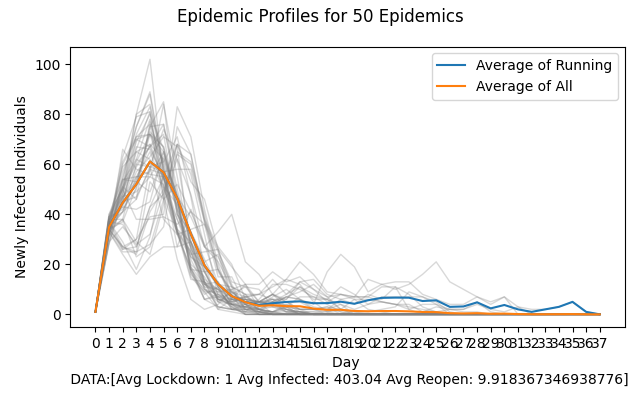 Epidemic Profiles for 50 Epidemics
Average of Running
Average of All
Newly Infected Individuals
100
80
60
40
20
0
0 1 2 3 4 5 6 7 8 9 10 11 12 13 14 15 16 17 18 19 20 21 22 23 24 25 26 27 28 29 30 31 32 33 34 35 36 37
Day
DATA:[Avg Lockdown: 1 Avg Infected: 403.04 Avg Reopen: 9.918367346938776]